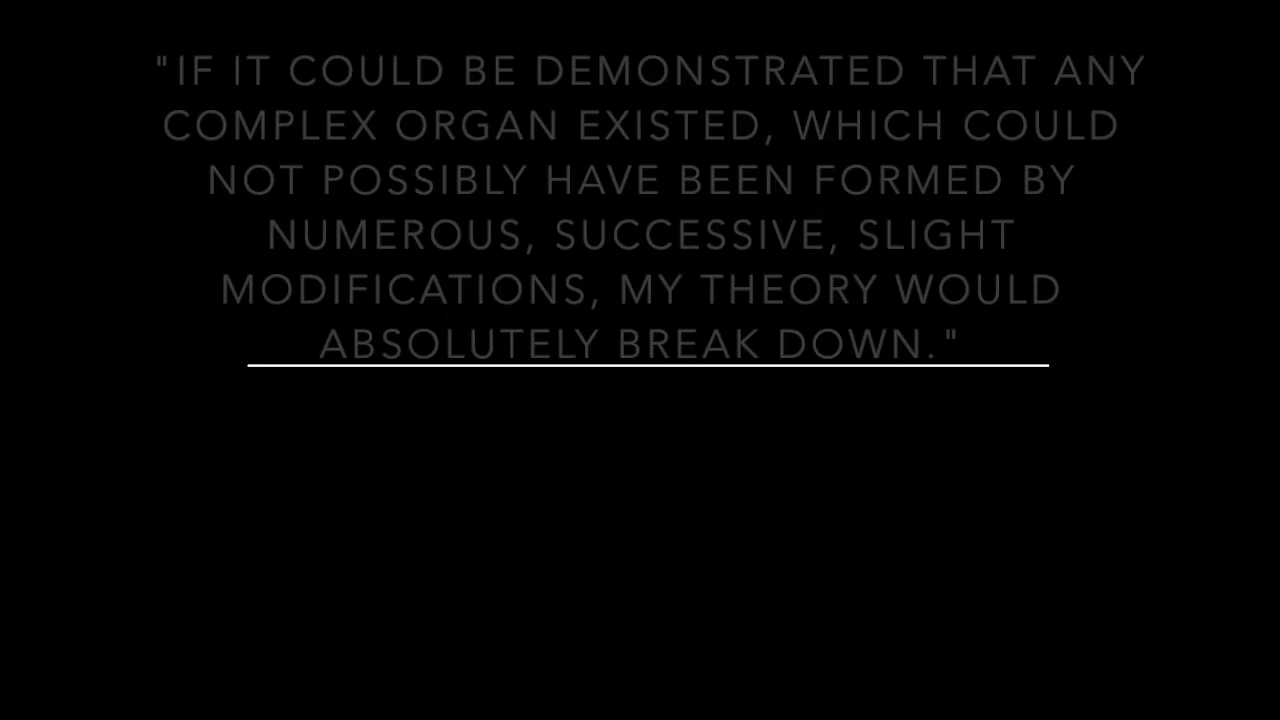 "IF IT COULD BE DEMONSTRATED THAT ANY
COMPLEX ORGAN EXISTED, WHICH COULD
NOT POSSIBLY HAVE BEEN FORMED BY
NUMEROUS, SUCCESSIVE, SLIGHT
MODIFICATIONS, MY THEORY WOULD
ABSOLUTELY BREAK DOWN."